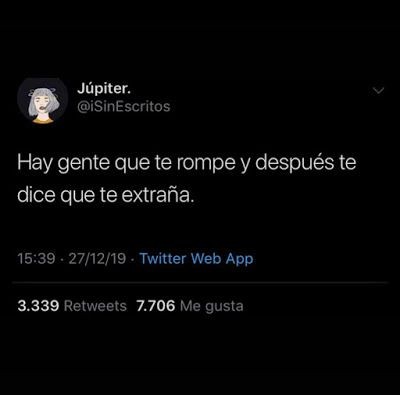 Júpiter.
@iSinEscritos
Hay gente que te rompe y después te
dice que te extraña.
15:39 · 27/12/19 · Twitter Web App
3.339 Retweets 7.706 Me gusta